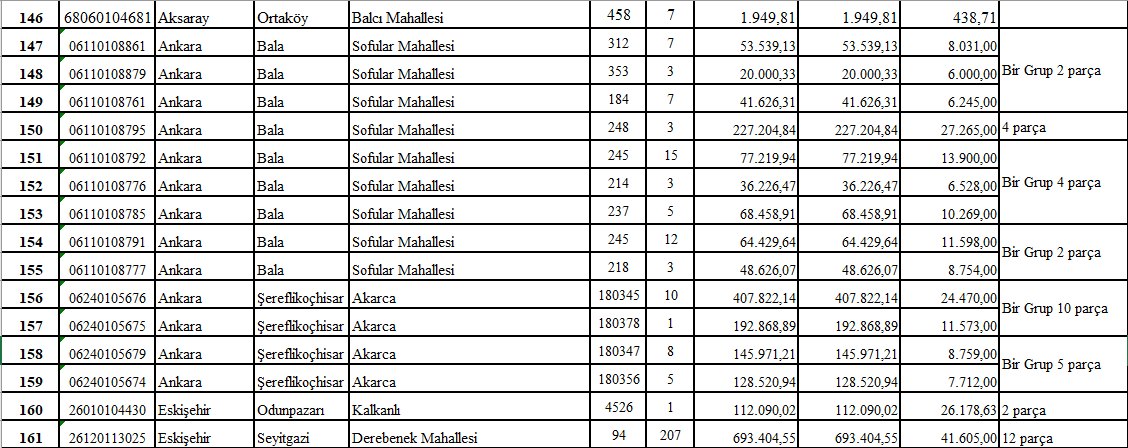 146 68060104681 Aksaray Ortaköy Balcı Mahallesi 458 7 1.949,81 1.949,81 438,71
147 06110108861 Ankara Bala Sofular Mahallesi 312 7 53.539,13 53.539,13 8.031,00
148 06110108879 Ankara Bala Sofular Mahallesi 353 3 20.000,33 20.000,33 6.000,00 Bir Grup 2 parça
149 06110108761 Ankara Bala Sofular Mahallesi 184 7 41.626,31 41.626,31 6.245,00
150 06110108795 Ankara Bala Sofular Mahallesi 248 3 227.204,84 227.204,84 27.265,00 4 parça
151 06110108792 Ankara Bala Sofular Mahallesi 245 15 77.219,94 77.219,94 13.900,00
152 06110108776 Ankara Bala Sofular Mahallesi 214 3 36.226,47 36.226,47 6.528,00 Bir Grup 4 parça
153 06110108785 Ankara Bala Sofular Mahallesi 237 5 68.458,91 68.458,91 10.269,00
154 06110108791 Ankara Bala Sofular Mahallesi 245 12 64.429,64 64.429,64 11.598,00 Bir Grup 2 parça
155 06110108777 Ankara Bala Sofular Mahallesi 218 3 48.626,07 48.626,07 8.754,00
156 06240105676 Ankara Şereflikoçhisar Akarca 180345 10 407.822,14 407.822,14 24.470,00 Bir Grup 10 parça
157 06240105675 Ankara Şereflikoçhisar Akarca 180378 1 192.868,89 192.868,89 11.573,00
158 06240105679 Ankara Şereflikoçhisar Akarca 180347 8 145.971,21 145.971,21 8.759,00 Bir Grup 5 parça
159 06240105674 Ankara Şereflikoçhisar Akarca 180356 5 128.520,94 128.520,94 7.712,00
160 26010104430 Eskişehir Odunpazarı Kalkanlı 4526 1 112.090,02 112.090,02 26.178,63 2 parça
161 26120113025 Eskişehir Seyitgazi Derebenek Mahallesi 94 207 693.404,55 693.404,55 41.605,00 12 parça